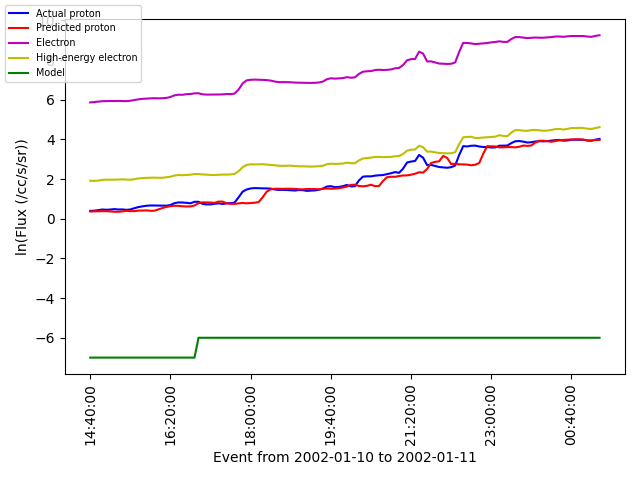 Actual proton
Predicted proton
Electron
High-energy electron
Model
6
4
2
0
−2
−4
−6
ln(Flux (/cc/s/sr))
14:40:00
16:20:00
18:00:00
19:40:00
21:20:00
23:00:00
00:40:00
Event from 2002-01-10 to 2002-01-11